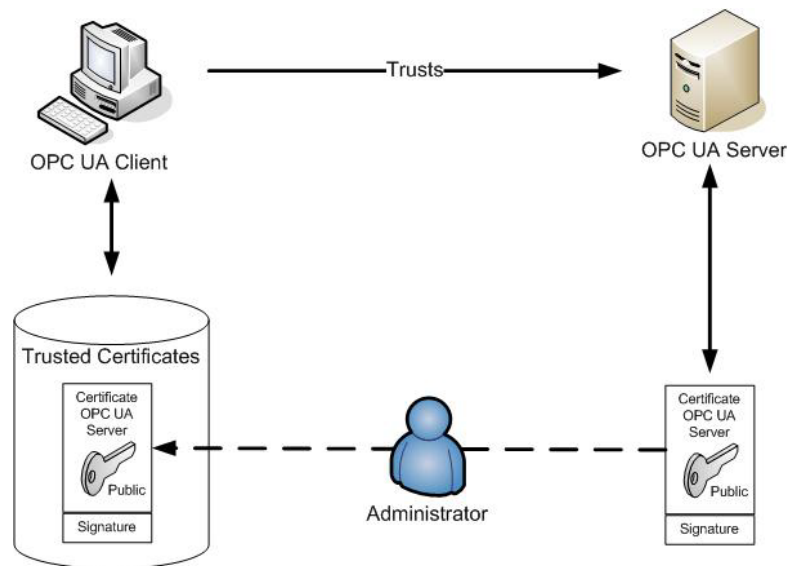 Trusts
OPC UA Client
OPC UA Server
Trusted Certificates
Certificate
OPC UA
Server
Public
Signature
Administrator
Certificate
OPC UA
Server
Public
Signature